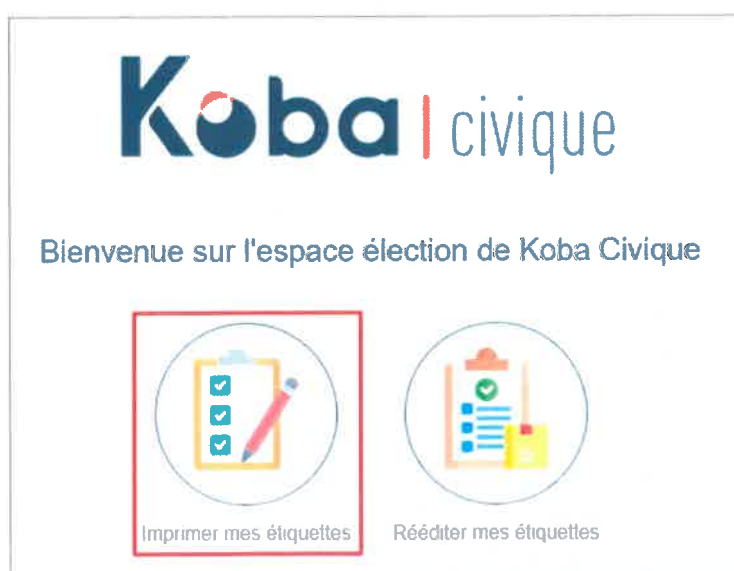 Koba | civique
Bienvenue sur l'espace élection de Koba Civique
Imprimer mes étiquettes
Rééditer mes étiquettes